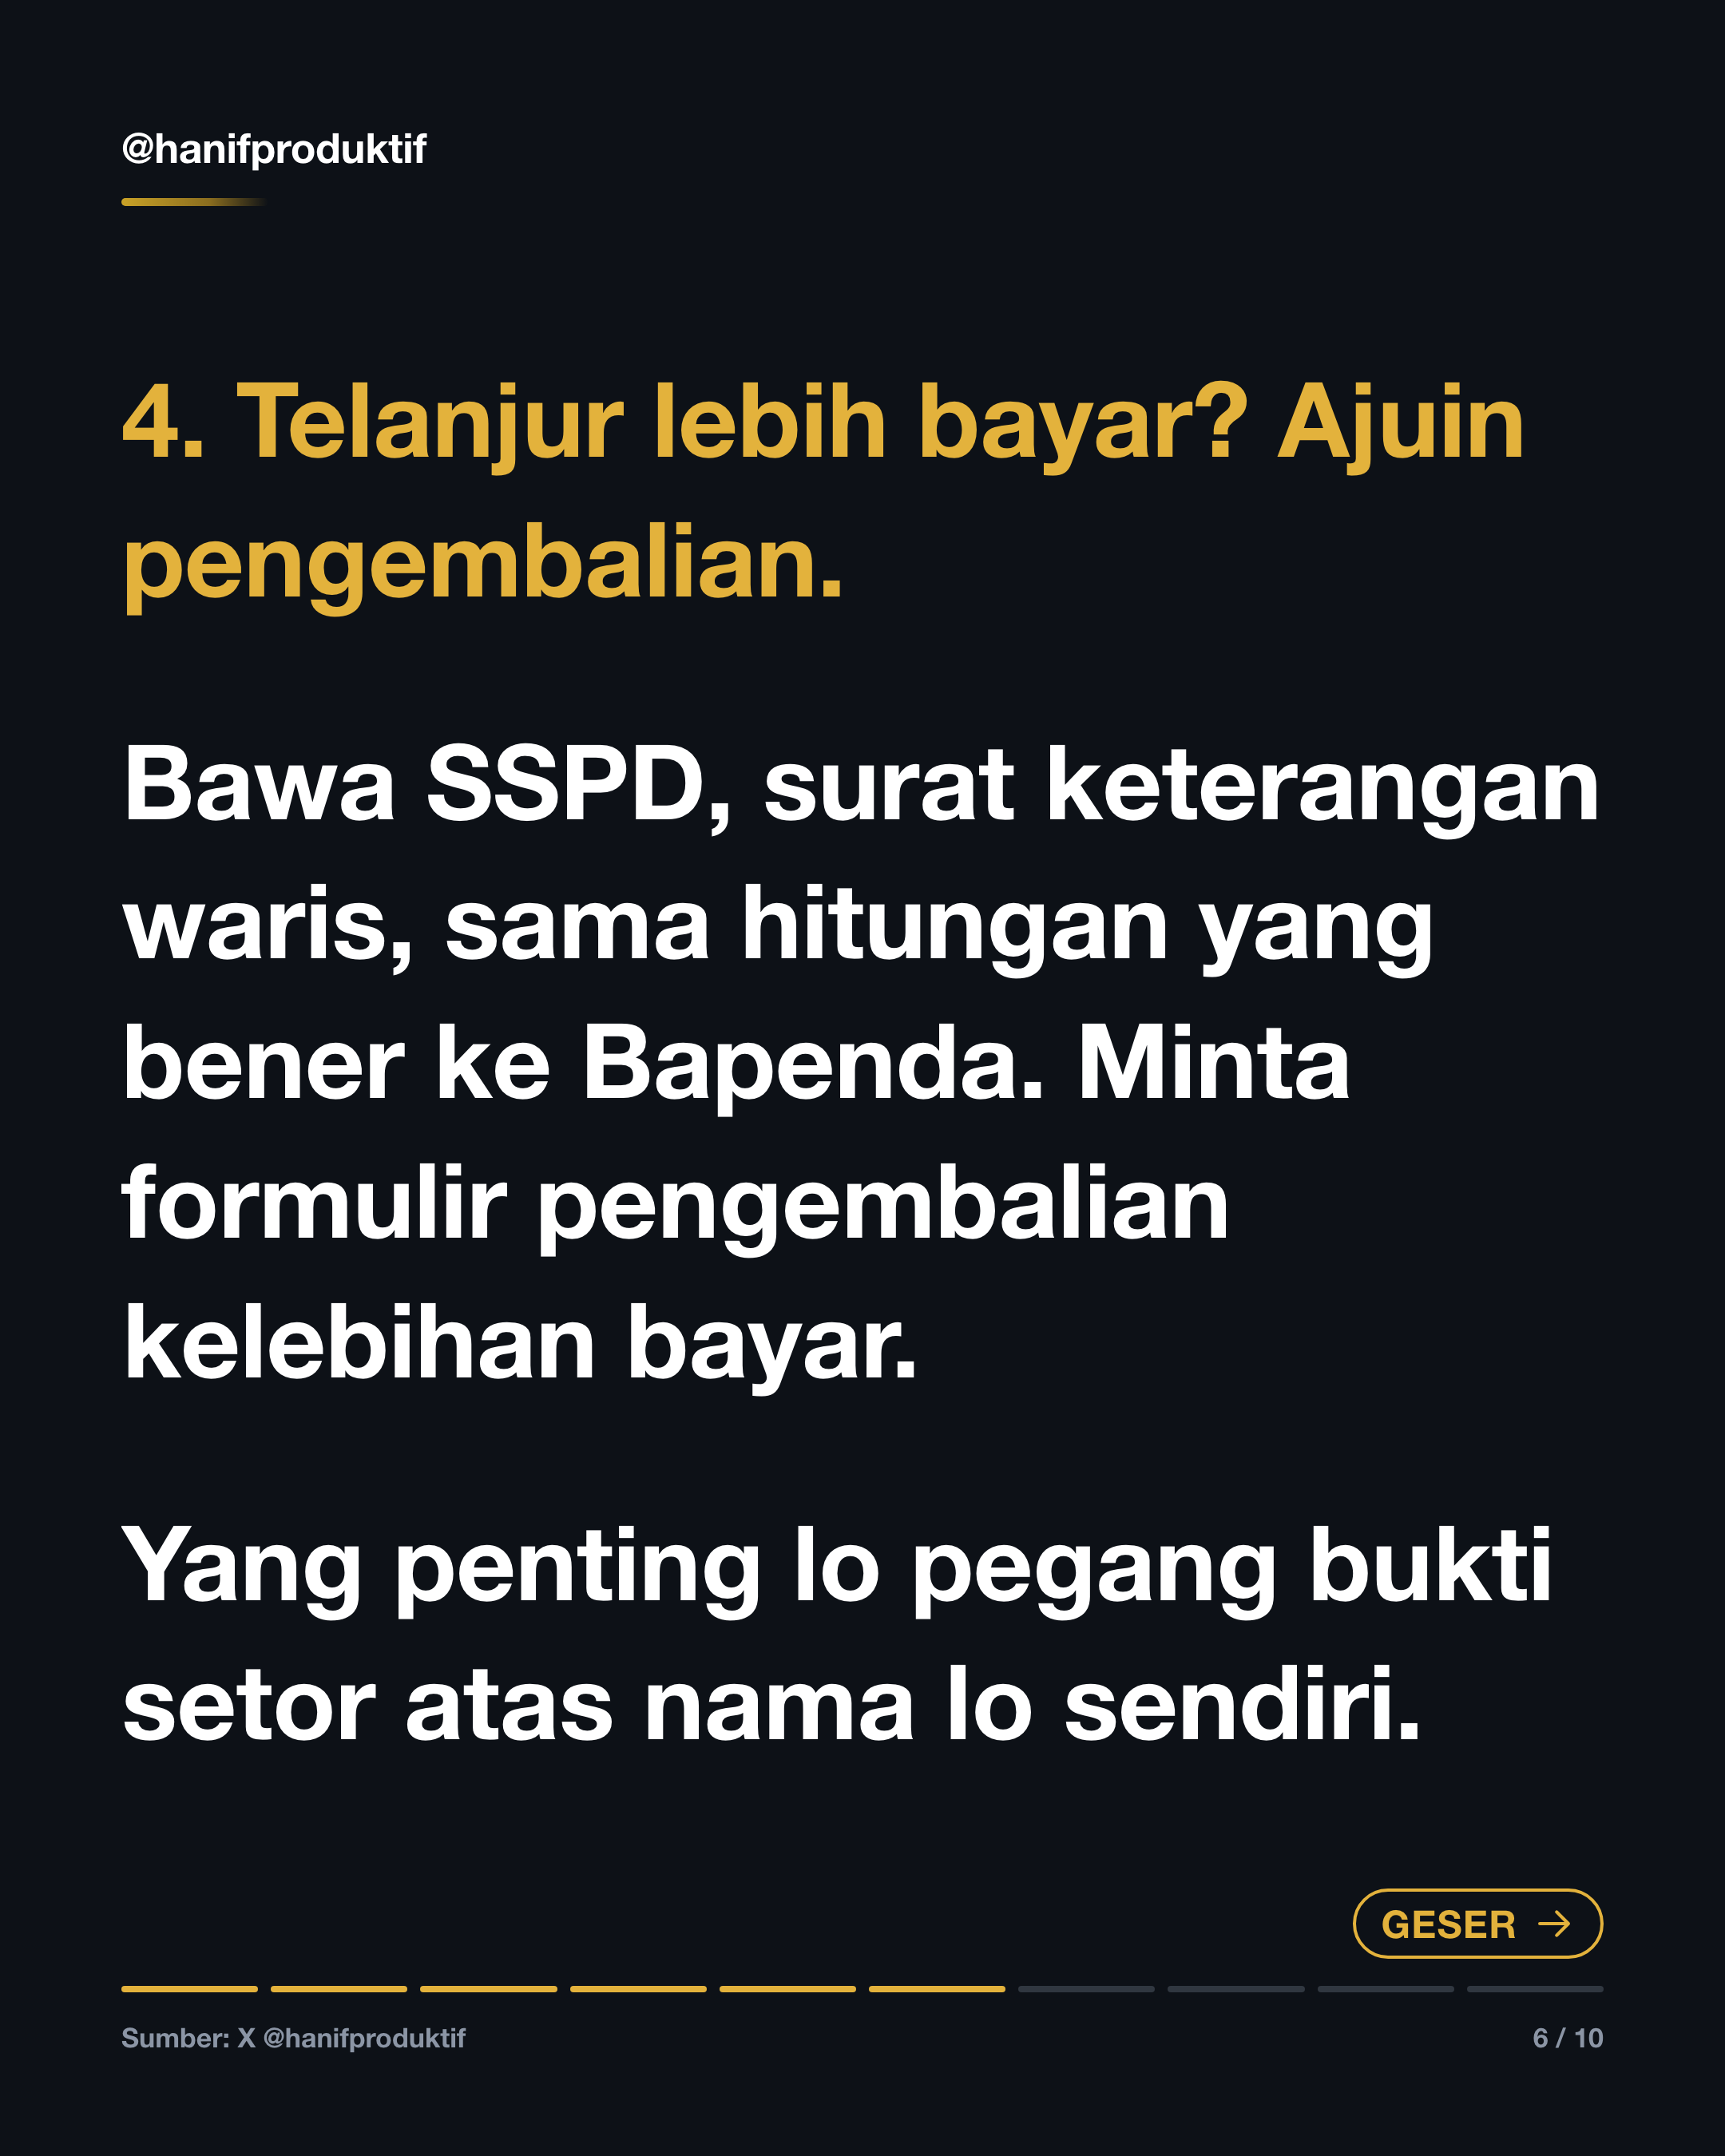 @hanifproduktif
4. Telanjur lebih bayar? Ajuin
pengembalian.
Bawa SSPD, surat keterangan
waris, sama hitungan yang
bener ke Bapenda. Minta
formulir pengembalian
kelebihan bayar.
Yang penting lo pegang bukti
setor atas nama lo sendiri.
GESER →
Sumber: X @hanifproduktif
6 / 10